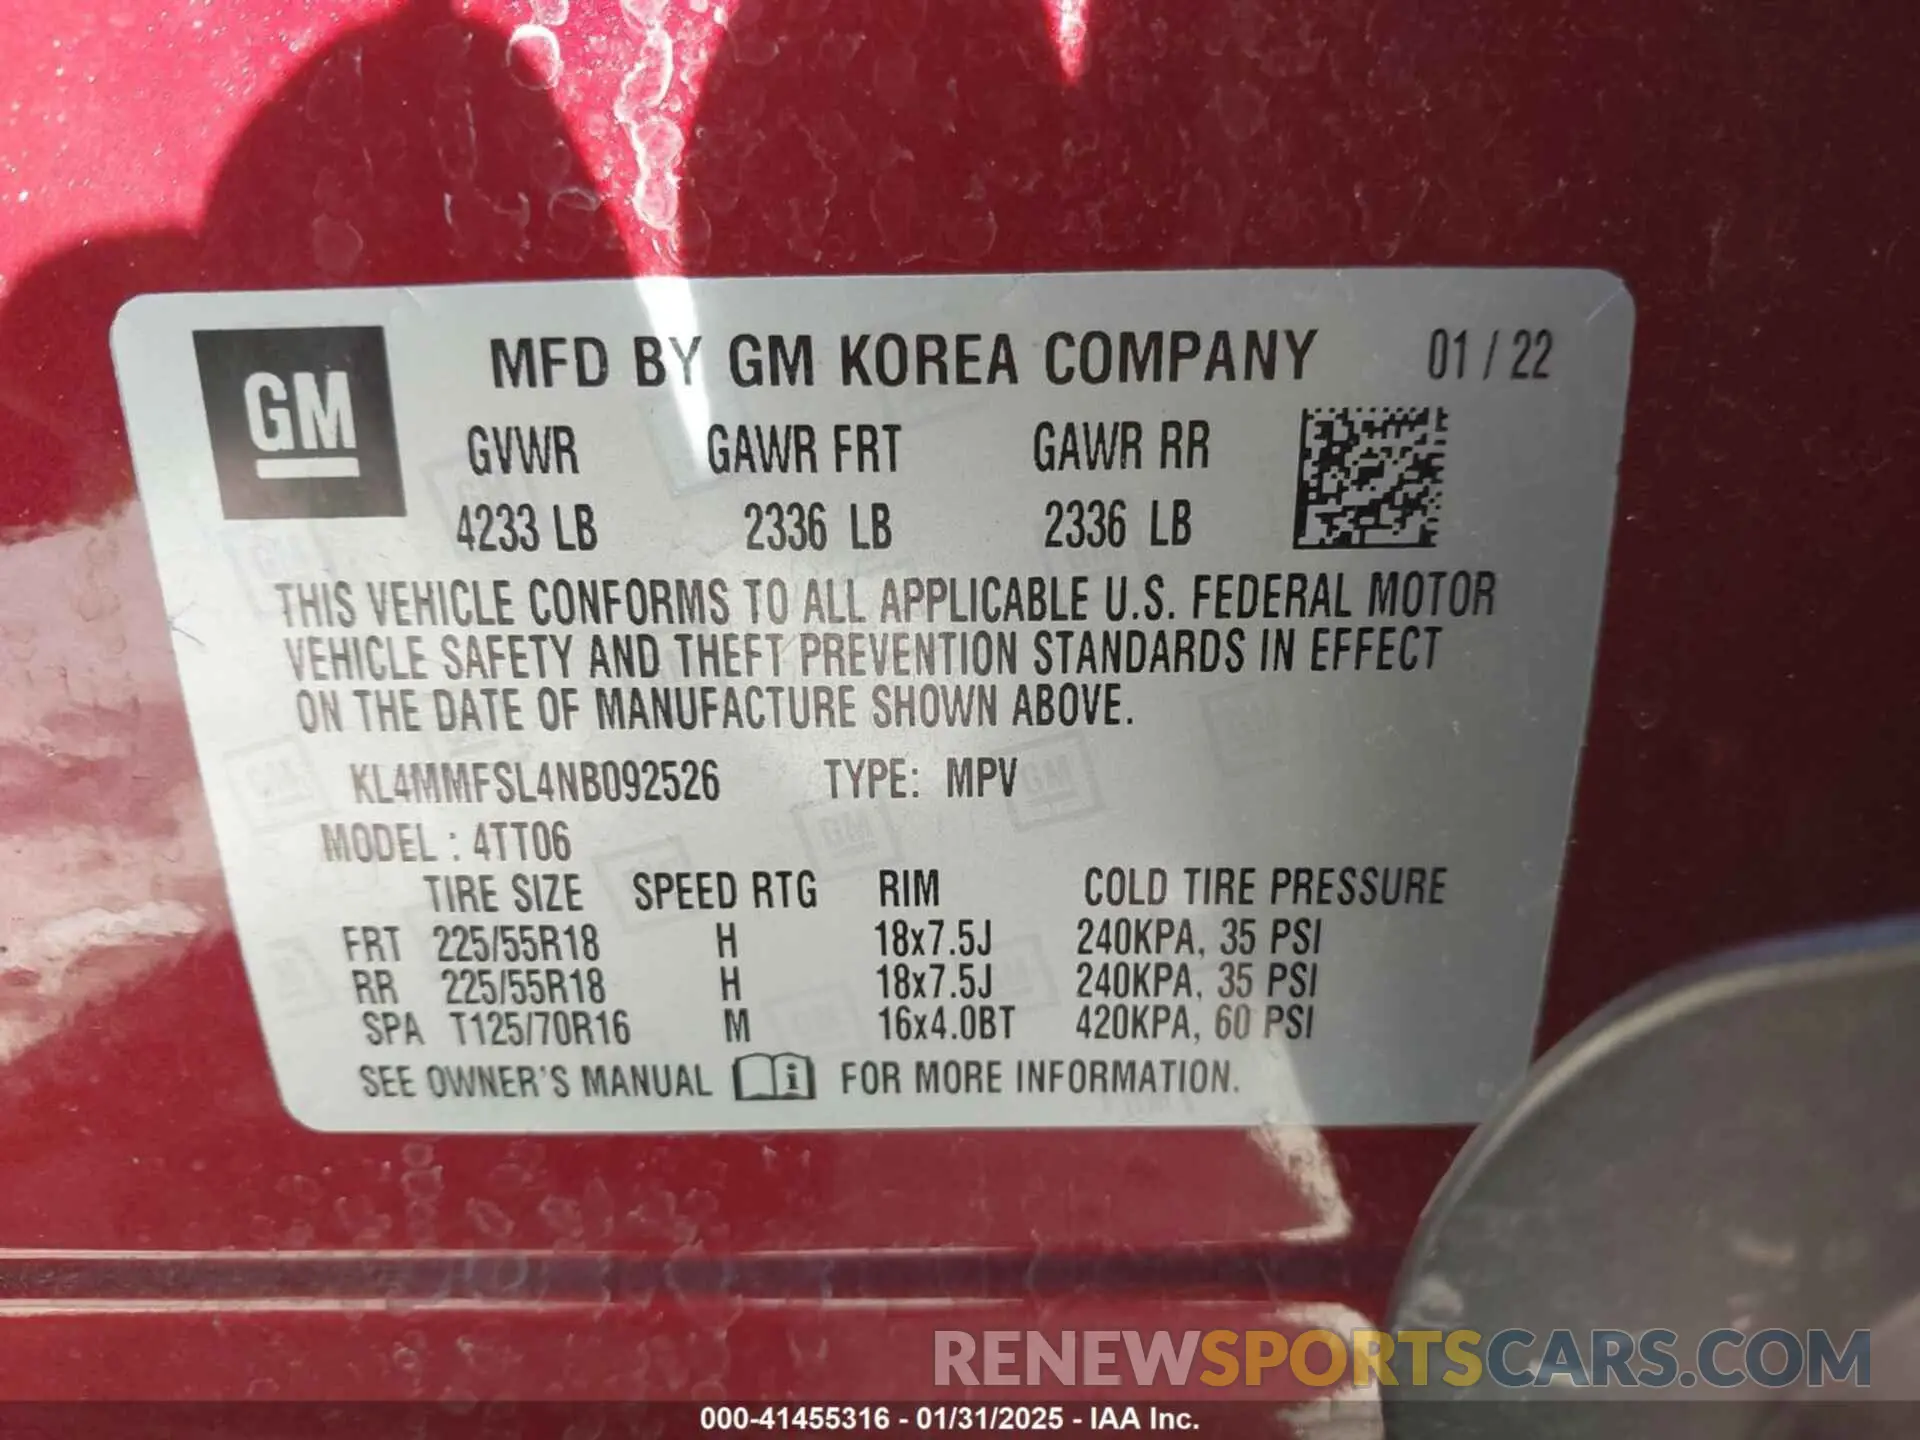 GM
MFD BY GM KOREA COMPANY 01 / 22
GVWR GAWR FRT GAWR RR
4233 LB 2336 LB 2336 LB
THIS VEHICLE CONFORMS TO ALL APPLICABLE U.S. FEDERAL MOTOR
VEHICLE SAFETY AND THEFT PREVENTION STANDARDS IN EFFECT
ON THE DATE OF MANUFACTURE SHOWN ABOVE.
KL4MMFSL4NB092526 TYPE: MPV
MODEL : 4TT06
TIRE SIZE SPEED RTG RIM COLD TIRE PRESSURE
FRT 225/55R18 H 18x7.5J 240KPA, 35 PSI
RR 225/55R18 H 18x7.5J 240KPA, 35 PSI
SPA T125/70R16 M 16x4.0BT 420KPA, 60 PSI
SEE OWNER'S MANUAL i FOR MORE INFORMATION.
RENEWSPORTSCARS.COM
000-41455316 - 01/31/2025 - IAA Inc.